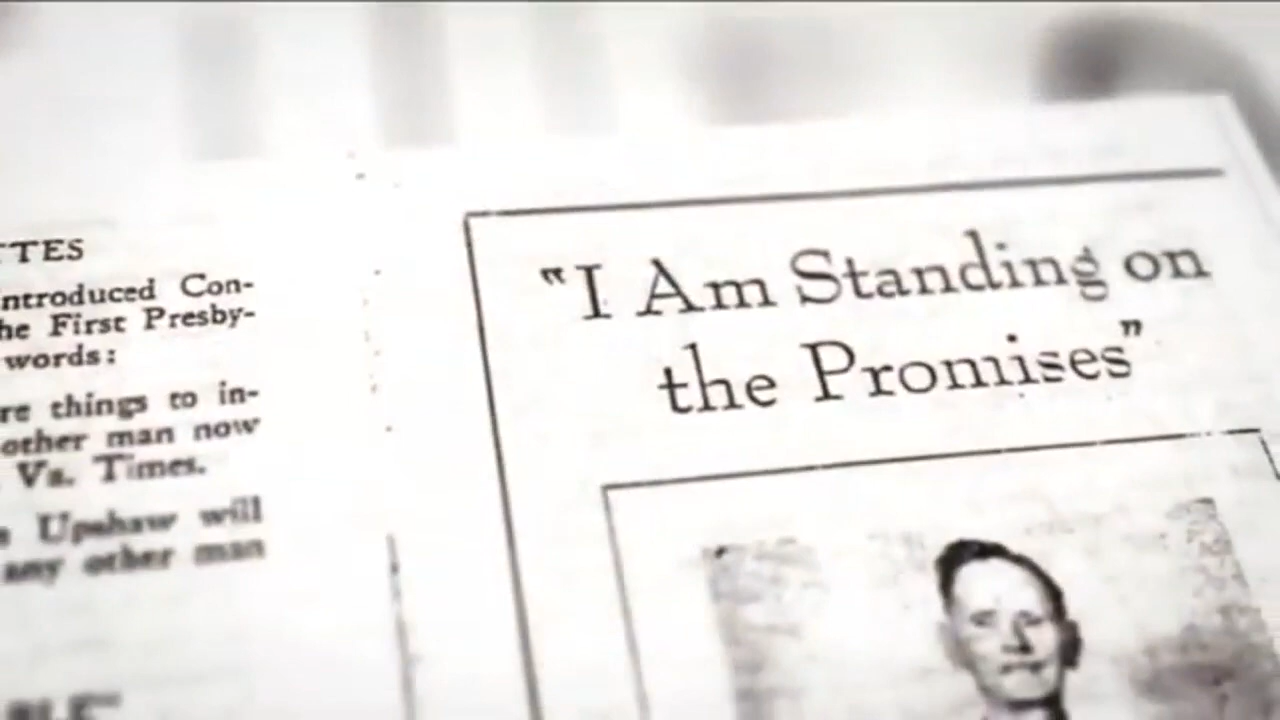 TTES
ntroduced Con-
he First Presby-
words:
re things to in-
other man now
Va. Times.
Upshaw will
any other man
"I Am Standing on
the Promises"